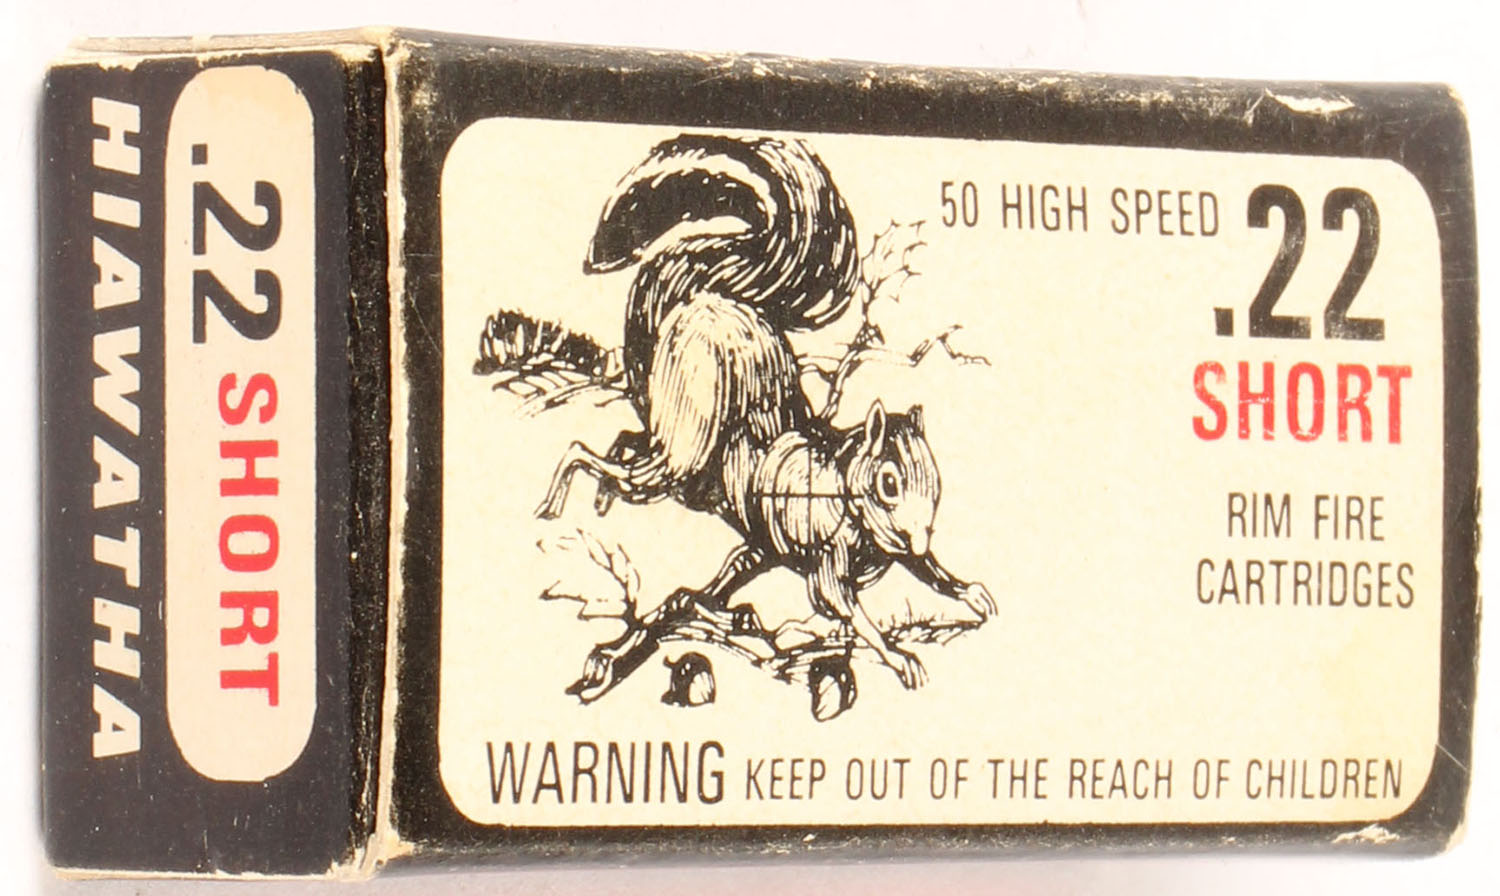 HIAWATHA
.22 SHORT
50 HIGH SPEED .22
SHORT
RIM FIRE
CARTRIDGES
WARNING KEEP OUT OF THE REACH OF CHILDREN